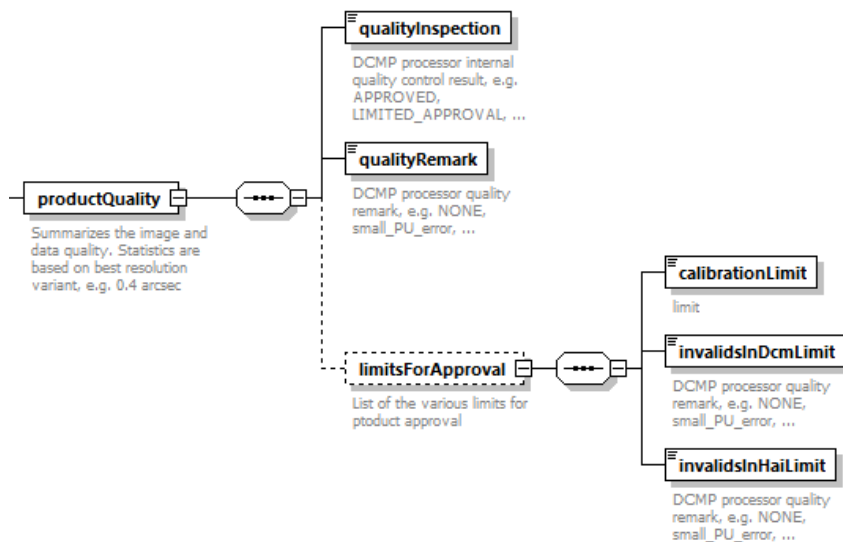 qualityInspection
DCMP processor internal
quality control result, e.g.
APPROVED,
LIMITED_APPROVAL, ...
qualityRemark
DCMP processor quality
remark, e.g. NONE,
small_PU_error, ...
productQuality
Summarizes the image and
data quality. Statistics are
based on best resolution
variant, e.g. 0.4 arcsec
limitsForApproval
List of the various limits for
ptoduct approval
calibrationLimit
limit
invalidsInDcmLimit
DCMP processor quality
remark, e.g. NONE,
small_PU_error, ...
invalidsInHaiLimit
DCMP processor quality
remark, e.g. NONE,
small_PU_error, ...